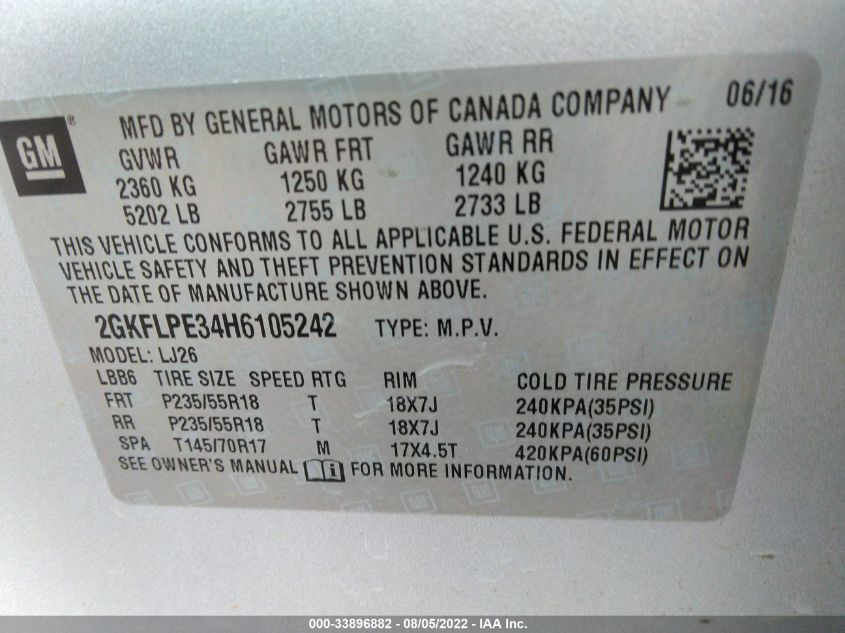 MFD BY GENERAL MOTORS OF CANADA COMPANY 06/16
GM®
GVWR GAWR FRT GAWR RR
2360 KG 1250 KG 1240 KG
5202 LB 2755 LB 2733 LB
THIS VEHICLE CONFORMS TO ALL APPLICABLE U.S. FEDERAL MOTOR
VEHICLE SAFETY AND THEFT PREVENTION STANDARDS IN EFFECT ON
THE DATE OF MANUFACTURE SHOWN ABOVE.
2GKFLPE34H6105242 TYPE: M.P.V.
MODEL: LJ26
LBB6 TIRE SIZE SPEED RTG RIM COLD TIRE PRESSURE
FRT P235/55R18 T 18X7J 240KPA(35PSI)
RR P235/55R18 T 18X7J 240KPA(35PSI)
SPA T145/70R17 M 17X4.5T 420KPA(60PSI)
SEE OWNER'S MANUAL FOR MORE INFORMATION.
000-33896882 - 08/05/2022 - IAA Inc.